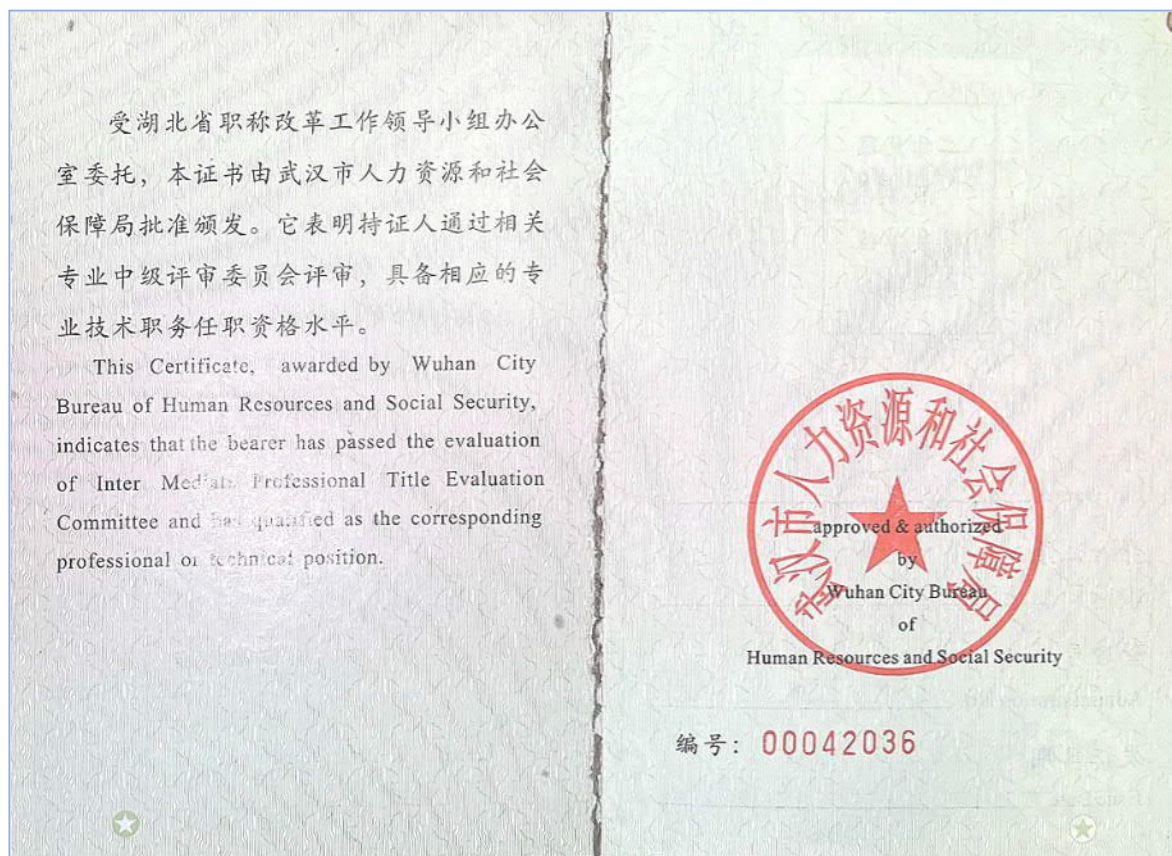 受湖北省职称改革工作领导小组办公
室委托，本证书由武汉市人力资源和社会
保障局批准颁发。它表明持证人通过相关
专业中级评审委员会评审，具备相应的专
业技术职务任职资格水平。
This Certificate, awarded by Wuhan City
Bureau of Human Resources and Social Security,
indicates that the bearer has passed the evaluation
of Inter Mediate Professional Title Evaluation
Committee and has qualified as the corresponding
professional or technical position.
武汉市人力资源和社会保障局
approved & authorized
by
Wuhan City Bureau
of
Human Resources and Social Security
编号：00042036